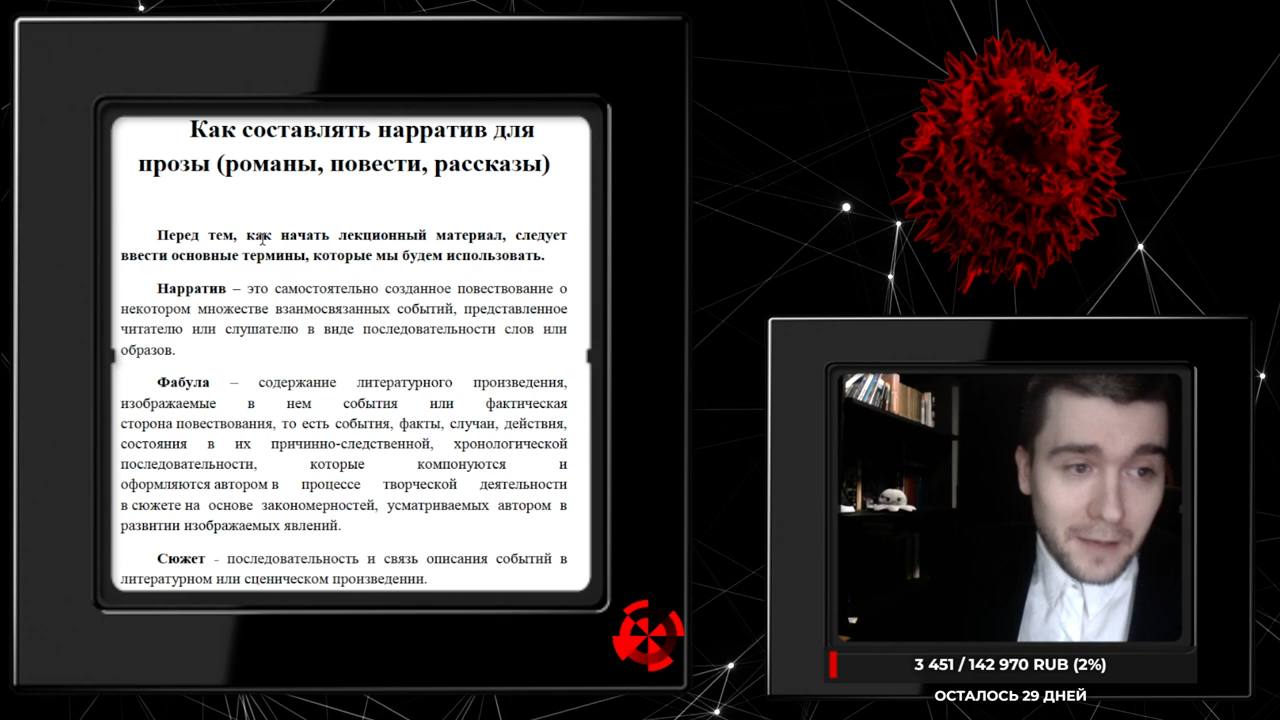 Как составлять нарратив для
прозы (романы, повести, рассказы)
Перед тем, как начать лекционный материал, следует
ввести основные термины, которые мы будем использовать.
Нарратив – это самостоятельно созданное повествование о
некотором множестве взаимосвязанных событий, представленное
читателю или слушателю в виде последовательности слов или
образов.
Фабула – содержание литературного произведения,
изображаемые в нем события или фактическая
сторона повествования, то есть события, факты, случаи, действия,
состояния в их причинно-следственной, хронологической
последовательности, которые компонуются и
оформляются автором в процессе творческой деятельности
в сюжете на основе закономерностей, усматриваемых автором в
развитии изображаемых явлений.
Сюжет - последовательность и связь описания событий в
литературном или сценическом произведении.
3 451 / 142 970 RUB (2%)
ОСТАЛОСЬ 29 ДНЕЙ